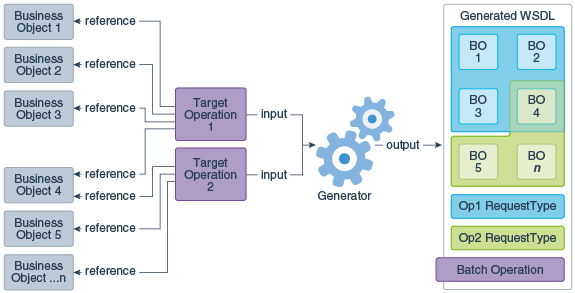 Business
Object 1
reference
Business
Object 2
reference
Business
Object 3
reference
Business
Object 4
reference
reference
Business
Object 5
reference
Business
Object ...n
reference
Target
Operation
1
input
Target
Operation
2
input
Generator
output
Generated WSDL
BO
1
BO
2
BO
3
BO
4
BO
5
BO
n
Op1 RequestType
Op2 RequestType
Batch Operation